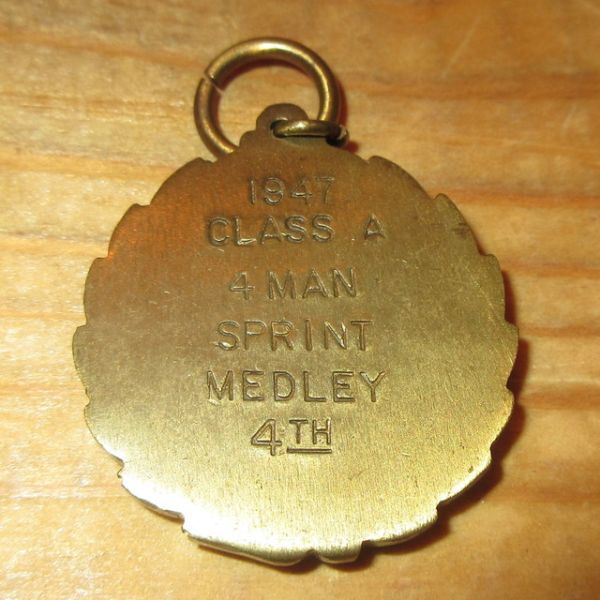 1947
CLASS A
4 MAN
SPRINT
MEDLEY
4TH